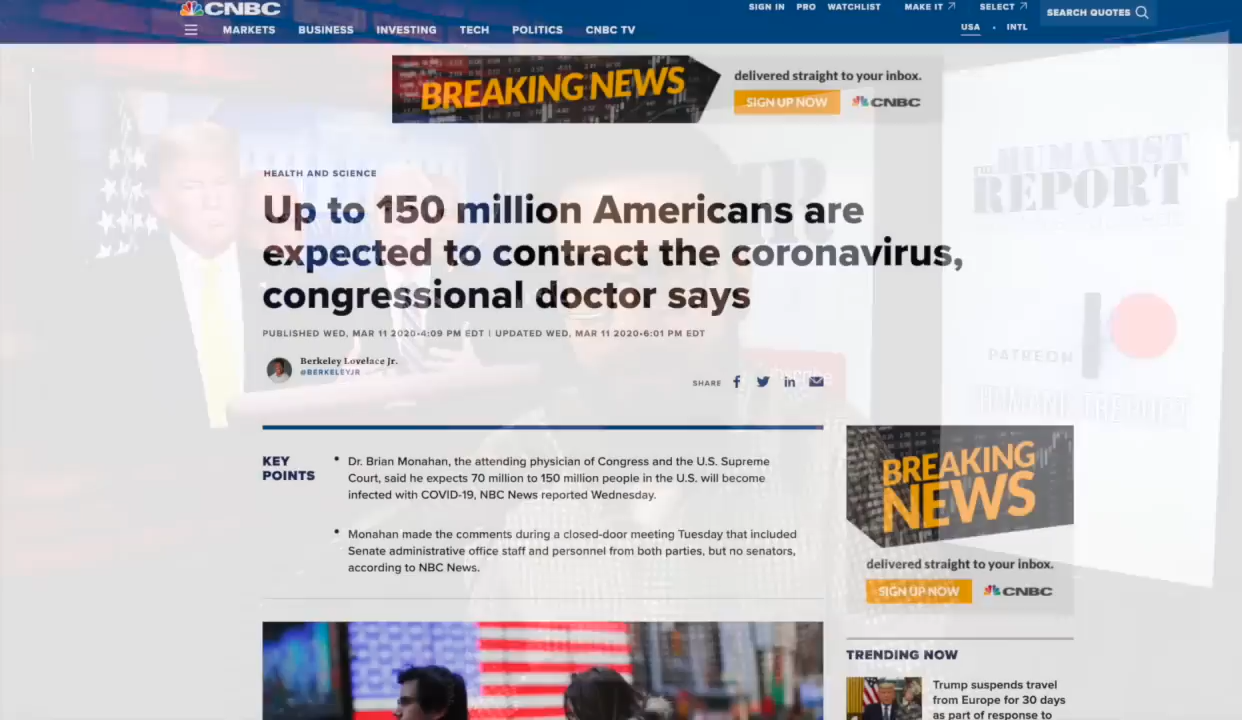 CNBC
SIGN IN PRO WATCHLIST MAKE IT SELECT
SEARCH QUOTES
USA · INTL
MARKETS BUSINESS INVESTING TECH POLITICS CNBC TV
BREAKING NEWS
delivered straight to your inbox.
SIGN UP NOW
CNBC
HEALTH AND SCIENCE
Up to 150 million Americans are
expected to contract the coronavirus,
congressional doctor says
PUBLISHED WED, MAR 11 2020•4:09 PM EDT | UPDATED WED, MAR 11 2020•6:01 PM EDT
Berkeley Lovelace Jr.
@BERKELEYJR
SHARE
KEY
POINTS
• Dr. Brian Monahan, the attending physician of Congress and the U.S. Supreme
Court, said he expects 70 million to 150 million people in the U.S. will become
infected with COVID-19, NBC News reported Wednesday.
• Monahan made the comments during a closed-door meeting Tuesday that included
Senate administrative office staff and personnel from both parties, but no senators,
according to NBC News.
THE HUMANIST
REPORT
PATREON
BREAKING
NEWS
delivered straight to your inbox.
SIGN UP NOW
CNBC
TRENDING NOW
Trump suspends travel
from Europe for 30 days
as part of response to